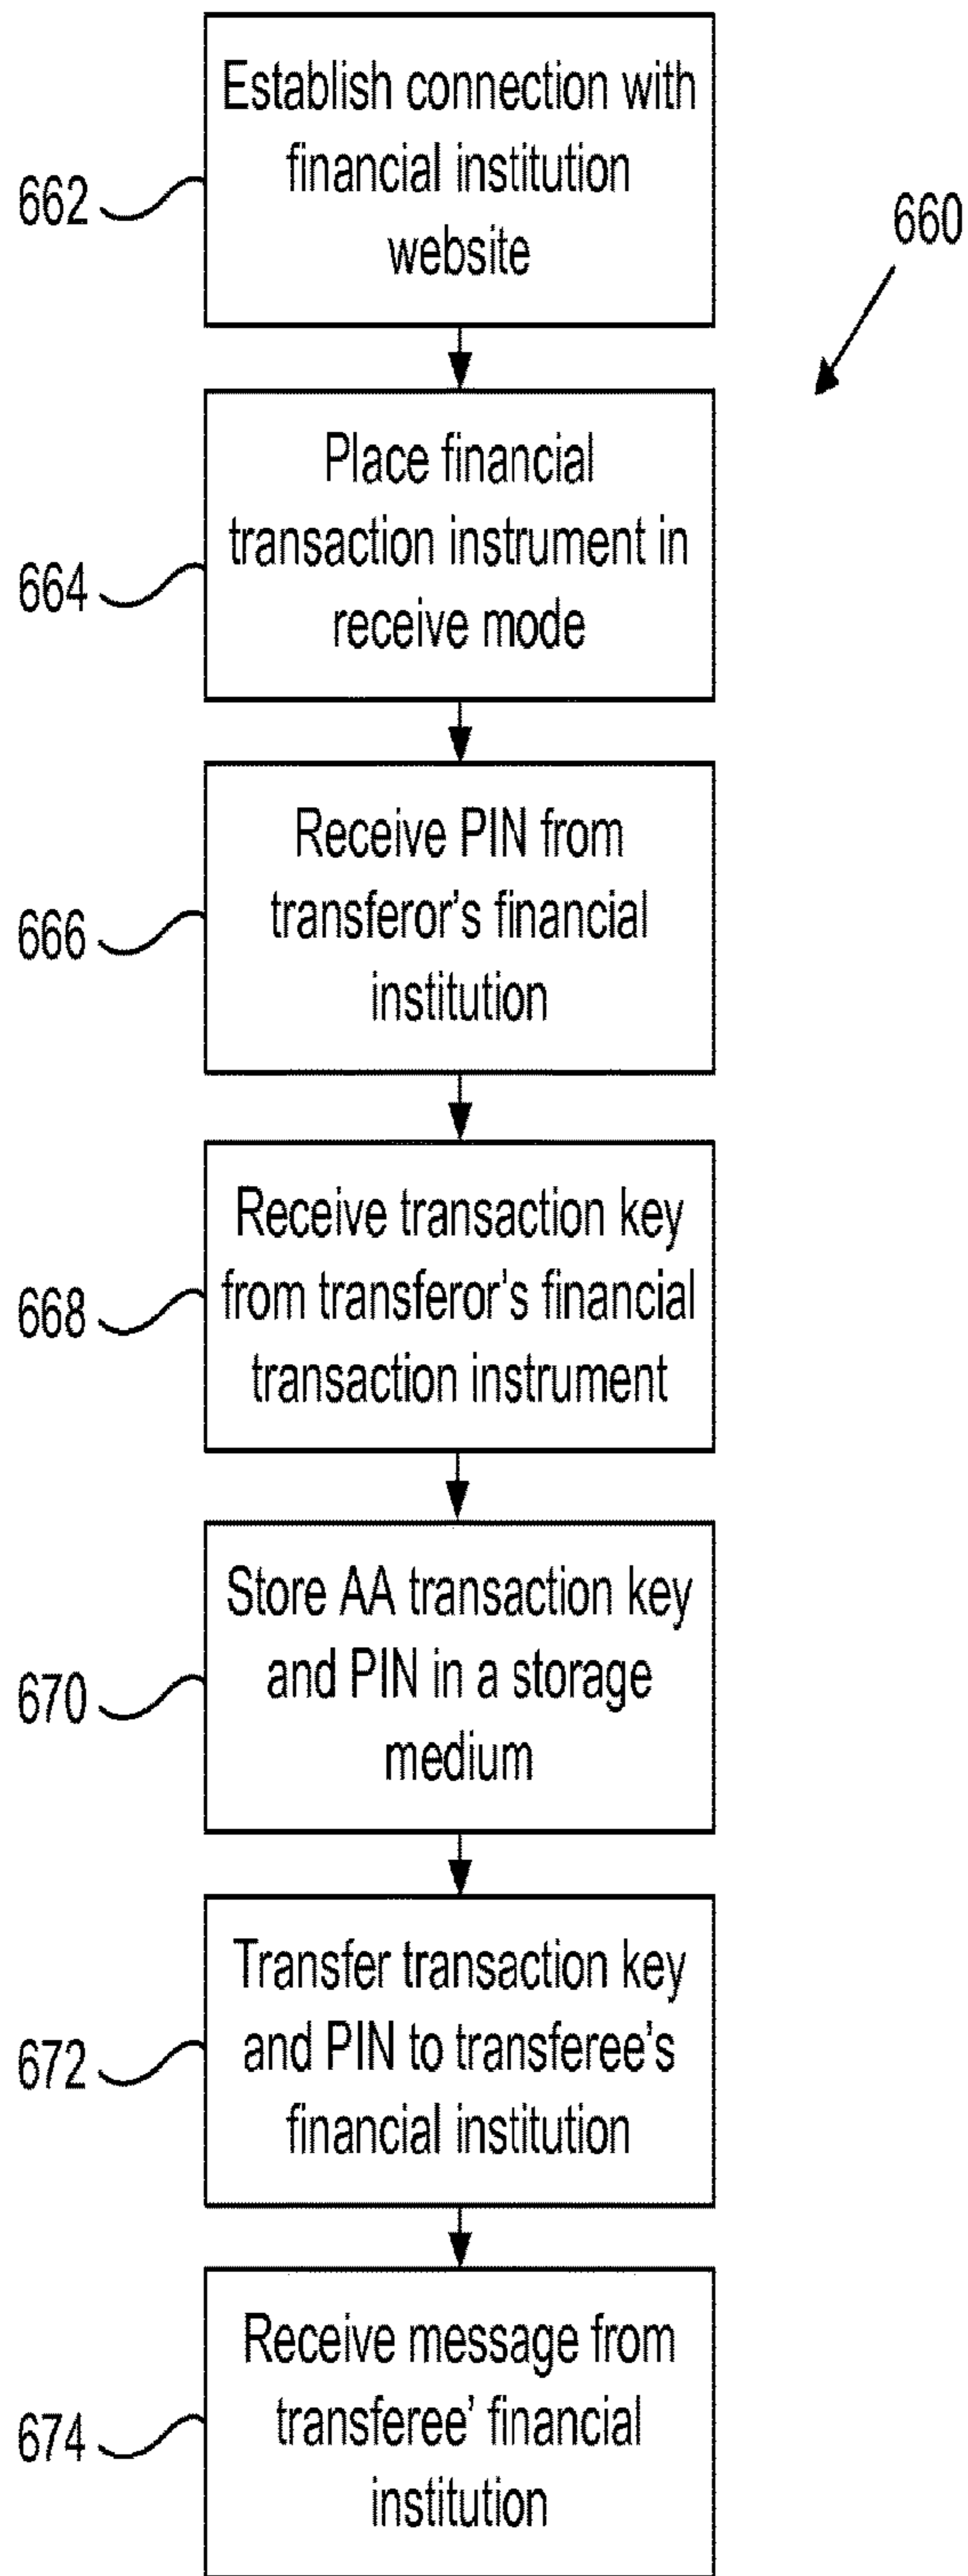 Establish connection with
financial institution
website
662
660
Place financial
transaction instrument in
receive mode
664
Receive PIN from
transferor's financial
institution
666
Receive transaction key
from transferor's financial
transaction instrument
668
Store AA transaction key
and PIN in a storage
medium
670
Transfer transaction key
and PIN to transferee's
financial institution
672
Receive message from
transferee' financial
institution
674